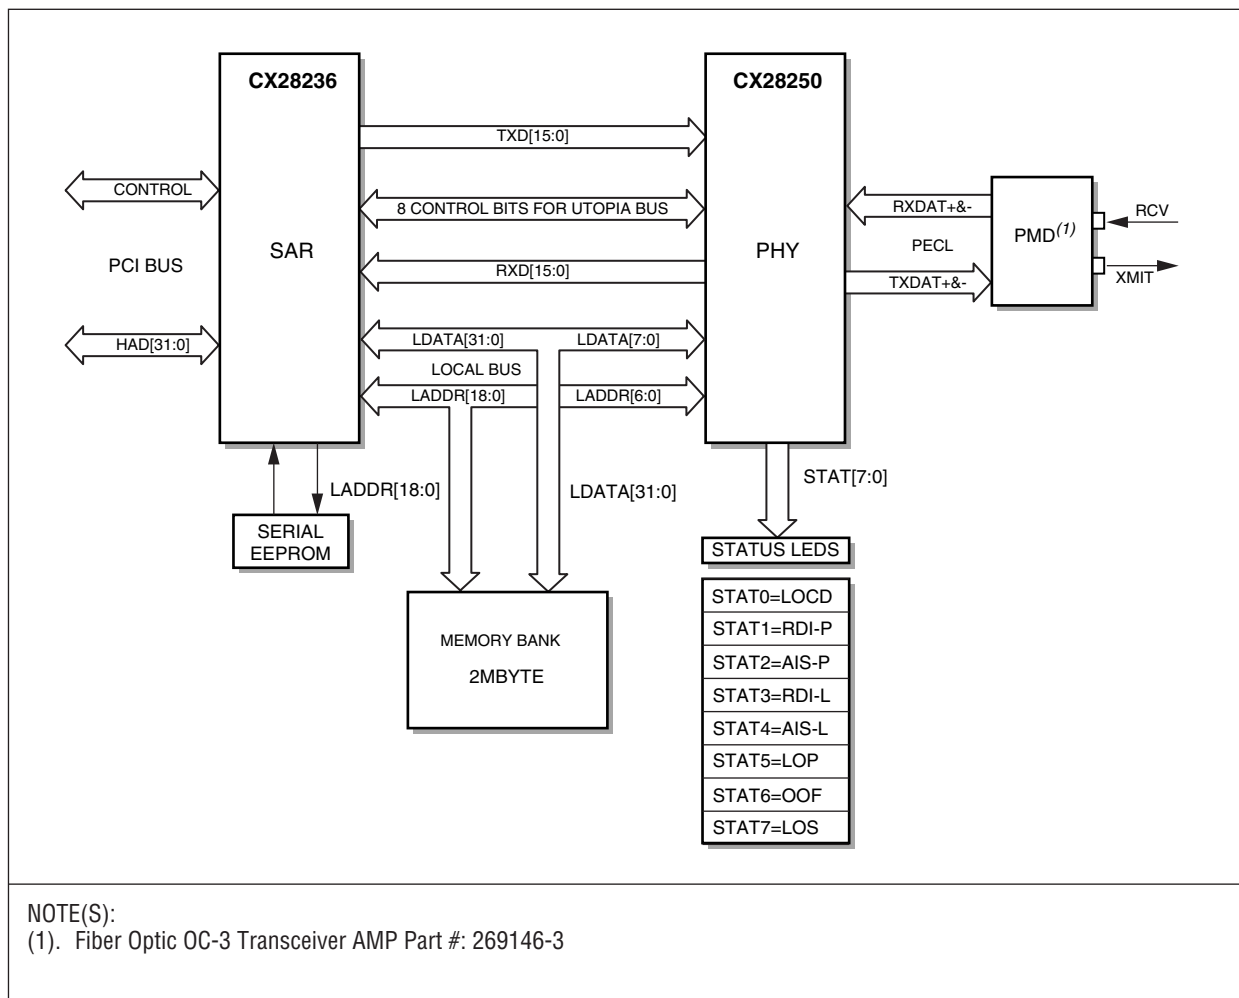 CX28236
CX28250
TXD[15:0]
CONTROL
8 CONTROL BITS FOR UTOPIA BUS
RXDAT+&-
RCV
PCI BUS
SAR
PHY
PECL
PMD(1)
RXD[15:0]
TXDAT+&-
XMIT
HAD[31:0]
LDATA[31:0]
LDATA[7:0]
LOCAL BUS
LADDR[18:0]
LADDR[6:0]
LADDR[18:0]
LDATA[31:0]
STAT[7:0]
SERIAL
EEPROM
STATUS LEDS
MEMORY BANK
2MBYTE
STAT0=LOCD
STAT1=RDI-P
STAT2=AIS-P
STAT3=RDI-L
STAT4=AIS-L
STAT5=LOP
STAT6=OOF
STAT7=LOS
NOTE(S):
(1). Fiber Optic OC-3 Transceiver AMP Part #: 269146-3